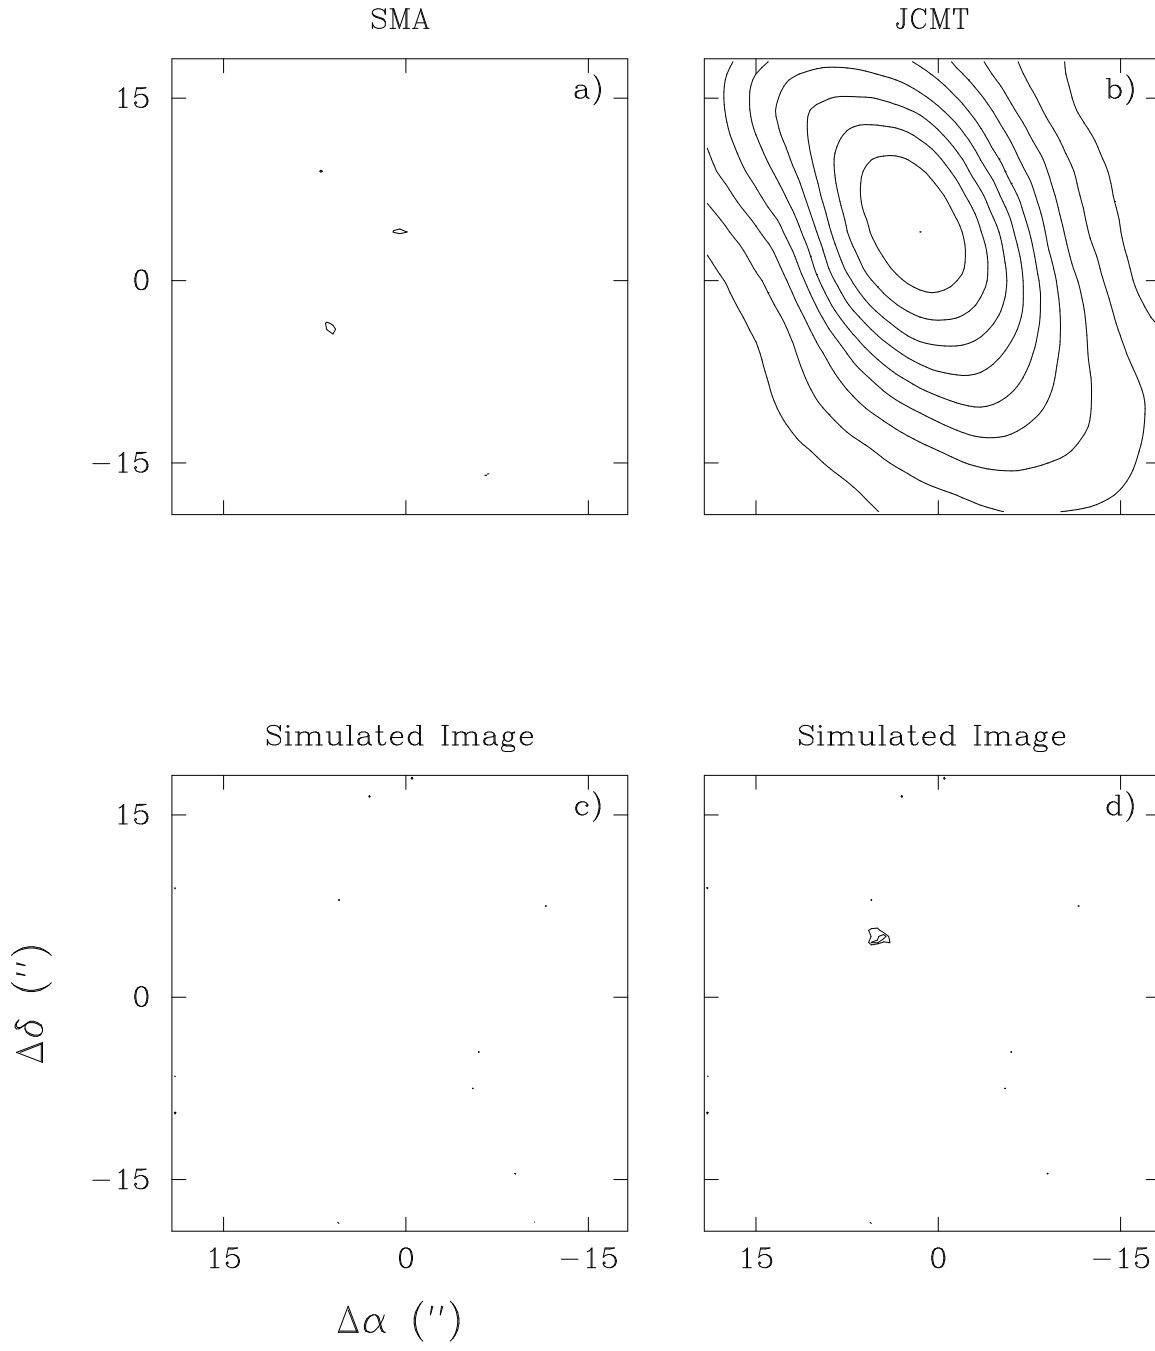 SMA JCMT
a) b)
15
0
−15
Simulated Image Simulated Image
c) d)
15
0
−15
Δδ (″)
15 0 −15 15 0 −15
Δα (″)